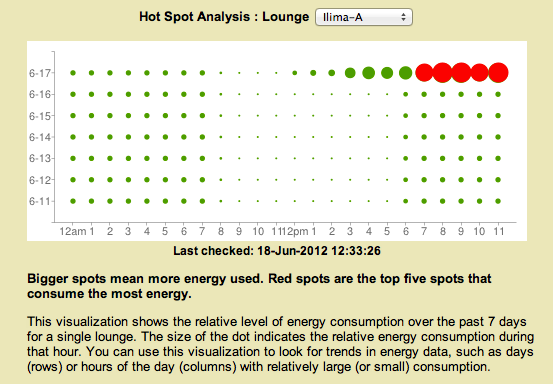 Hot Spot Analysis : Lounge Ilima-A
6-17
6-16
6-15
6-14
6-13
6-12
6-11
12am 1 2 3 4 5 6 7 8 9 10 11 12pm 1 2 3 4 5 6 7 8 9 10 11
Last checked: 18-Jun-2012 12:33:26
Bigger spots mean more energy used. Red spots are the top five spots that
consume the most energy.
This visualization shows the relative level of energy consumption over the past 7 days
for a single lounge. The size of the dot indicates the relative energy consumption during
that hour. You can use this visualization to look for trends in energy data, such as days
(rows) or hours of the day (columns) with relatively large (or small) consumption.